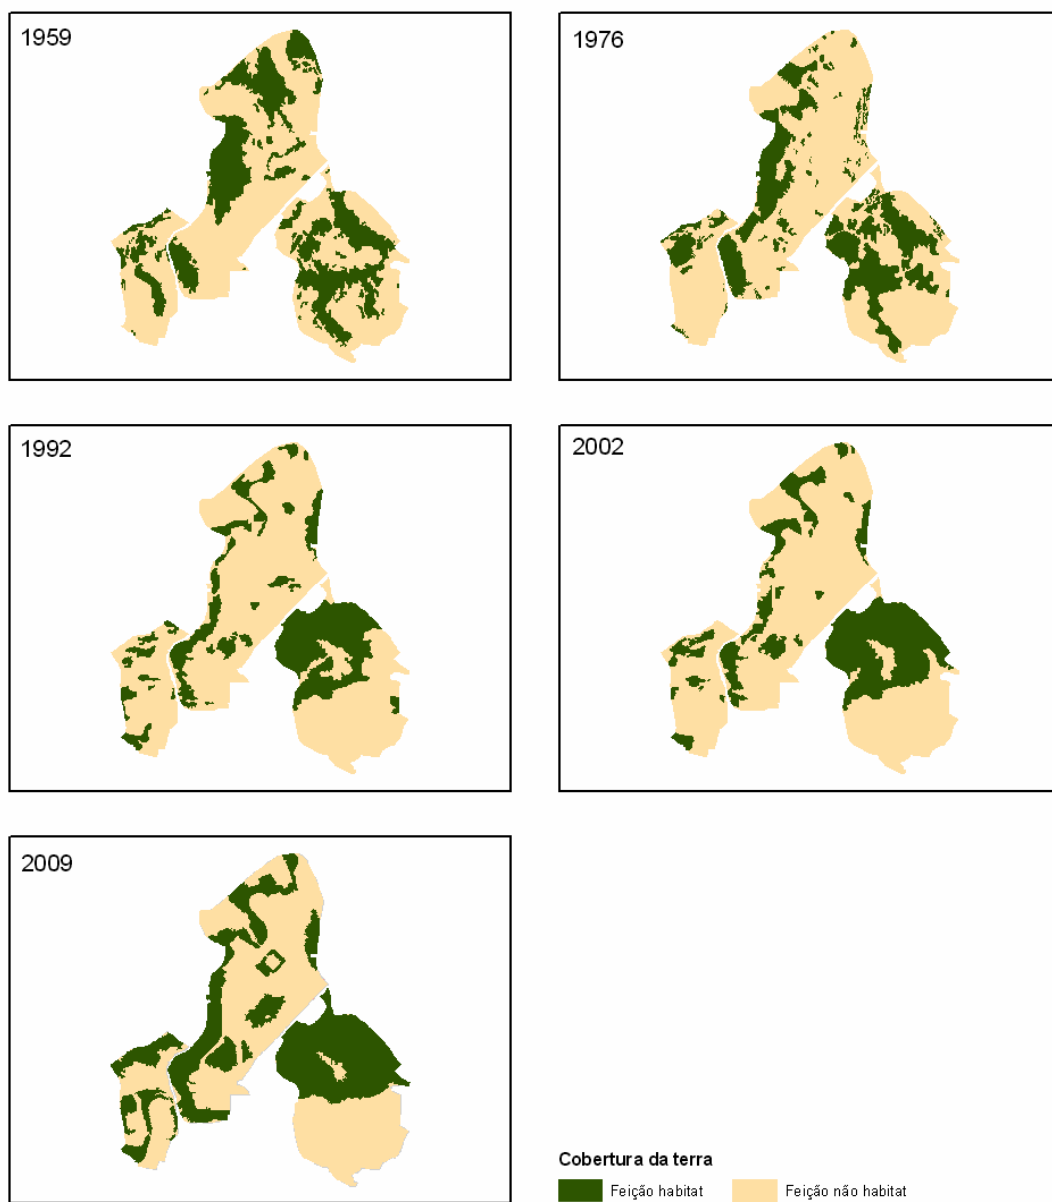 1959
1976
1992
2002
2009
Cobertura da terra
Feição habitat
Feição não habitat